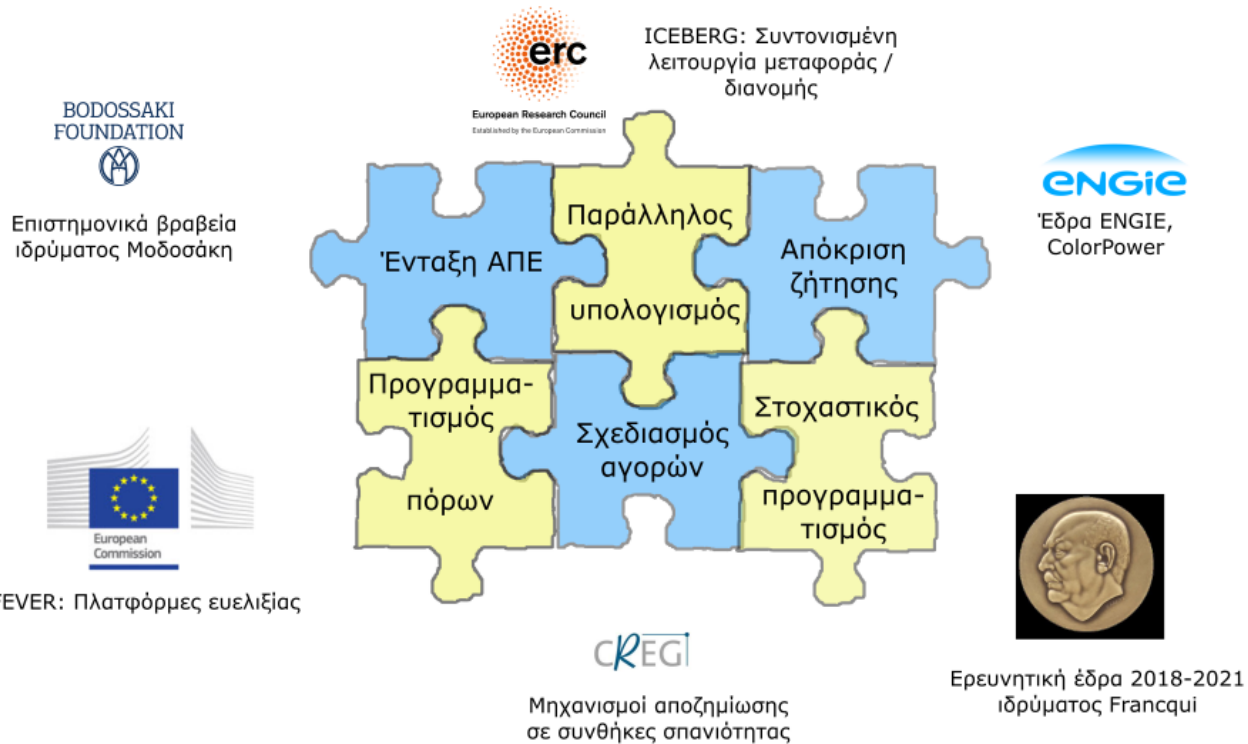 erc
European Research Council
Established by the European Commission
ICEBERG: Συντονισμένη
λειτουργία μεταφοράς /
διανομής
BODOSSAKI
FOUNDATION
Επιστημονικά βραβεία
ιδρύματος Μοδοσάκη
ENGIE
Έδρα ENGIE,
ColorPower
Ένταξη ΑΠΕ
Παράλληλος
υπολογισμός
Απόκριση
ζήτησης
Προγραμμα-
τισμός
πόρων
Σχεδιασμός
αγορών
Στοχαστικός
προγραμμα-
τισμός
European
Commission
FEVER: Πλατφόρμες ευελιξίας
CREG
Μηχανισμοί αποζημίωσης
σε συνθήκες σπανιότητας
Ερευνητική έδρα 2018-2021
ιδρύματος Francqui